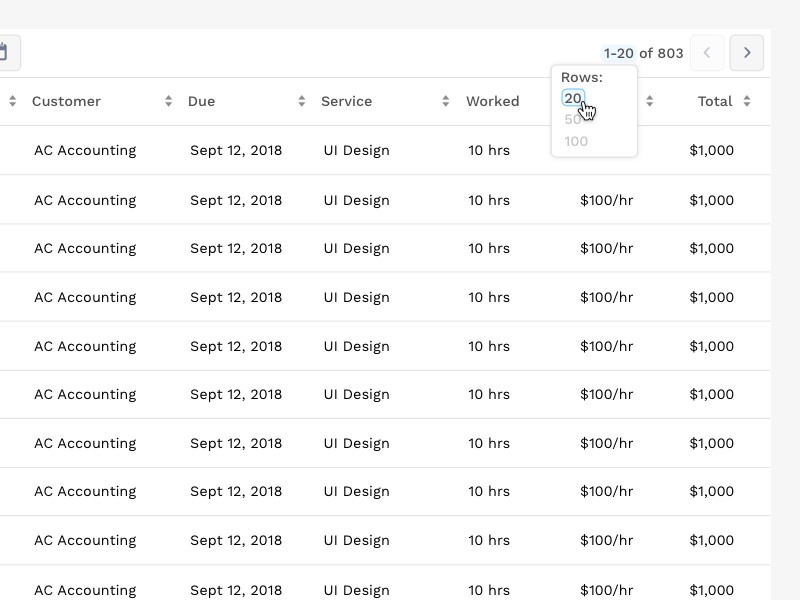 1-20 of 803
Rows:
20
50
100
Customer Due Service Worked Total
AC Accounting Sept 12, 2018 UI Design 10 hrs $1,000
AC Accounting Sept 12, 2018 UI Design 10 hrs $100/hr $1,000
AC Accounting Sept 12, 2018 UI Design 10 hrs $100/hr $1,000
AC Accounting Sept 12, 2018 UI Design 10 hrs $100/hr $1,000
AC Accounting Sept 12, 2018 UI Design 10 hrs $100/hr $1,000
AC Accounting Sept 12, 2018 UI Design 10 hrs $100/hr $1,000
AC Accounting Sept 12, 2018 UI Design 10 hrs $100/hr $1,000
AC Accounting Sept 12, 2018 UI Design 10 hrs $100/hr $1,000
AC Accounting Sept 12, 2018 UI Design 10 hrs $100/hr $1,000
AC Accounting Sept 12, 2018 UI Design 10 hrs $100/hr $1,000